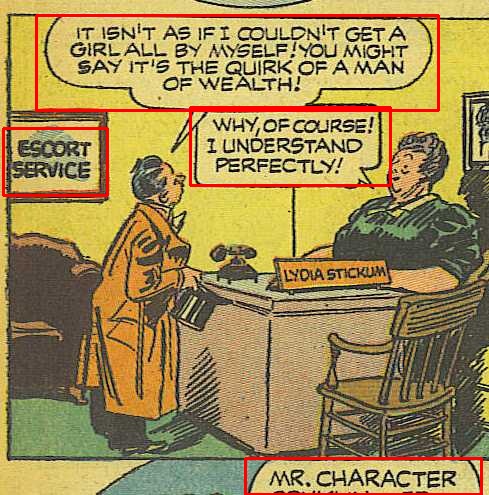 IT ISN'T AS IF I COULDN'T GET A
GIRL ALL BY MYSELF! YOU MIGHT
SAY IT'S THE QUIRK OF A MAN
OF WEALTH!
WHY, OF COURSE!
I UNDERSTAND
PERFECTLY!
ESCORT
SERVICE
LYDIA STICKUM
MR. CHARACTER